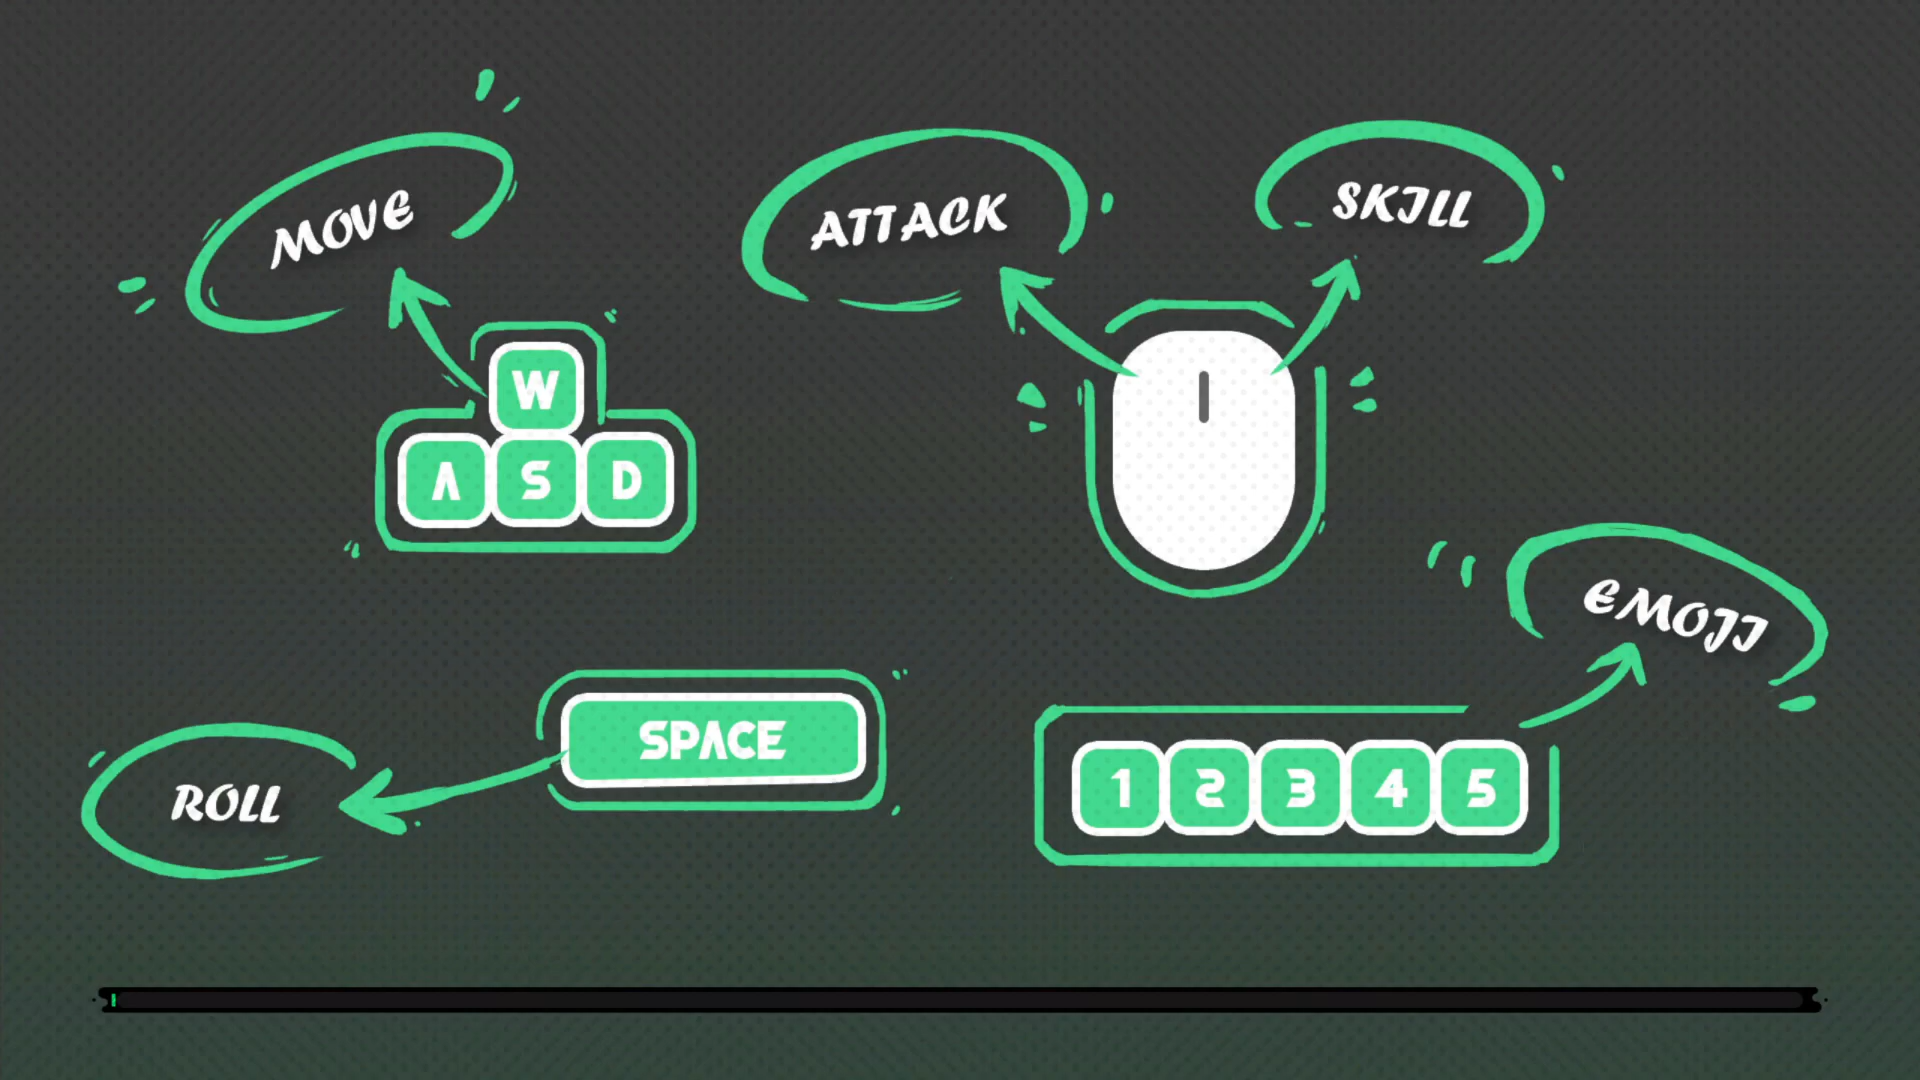 MOVE
ATTACK
SKILL
W
A S D
EMOJI
SPACE
ROLL
1 2 3 4 5